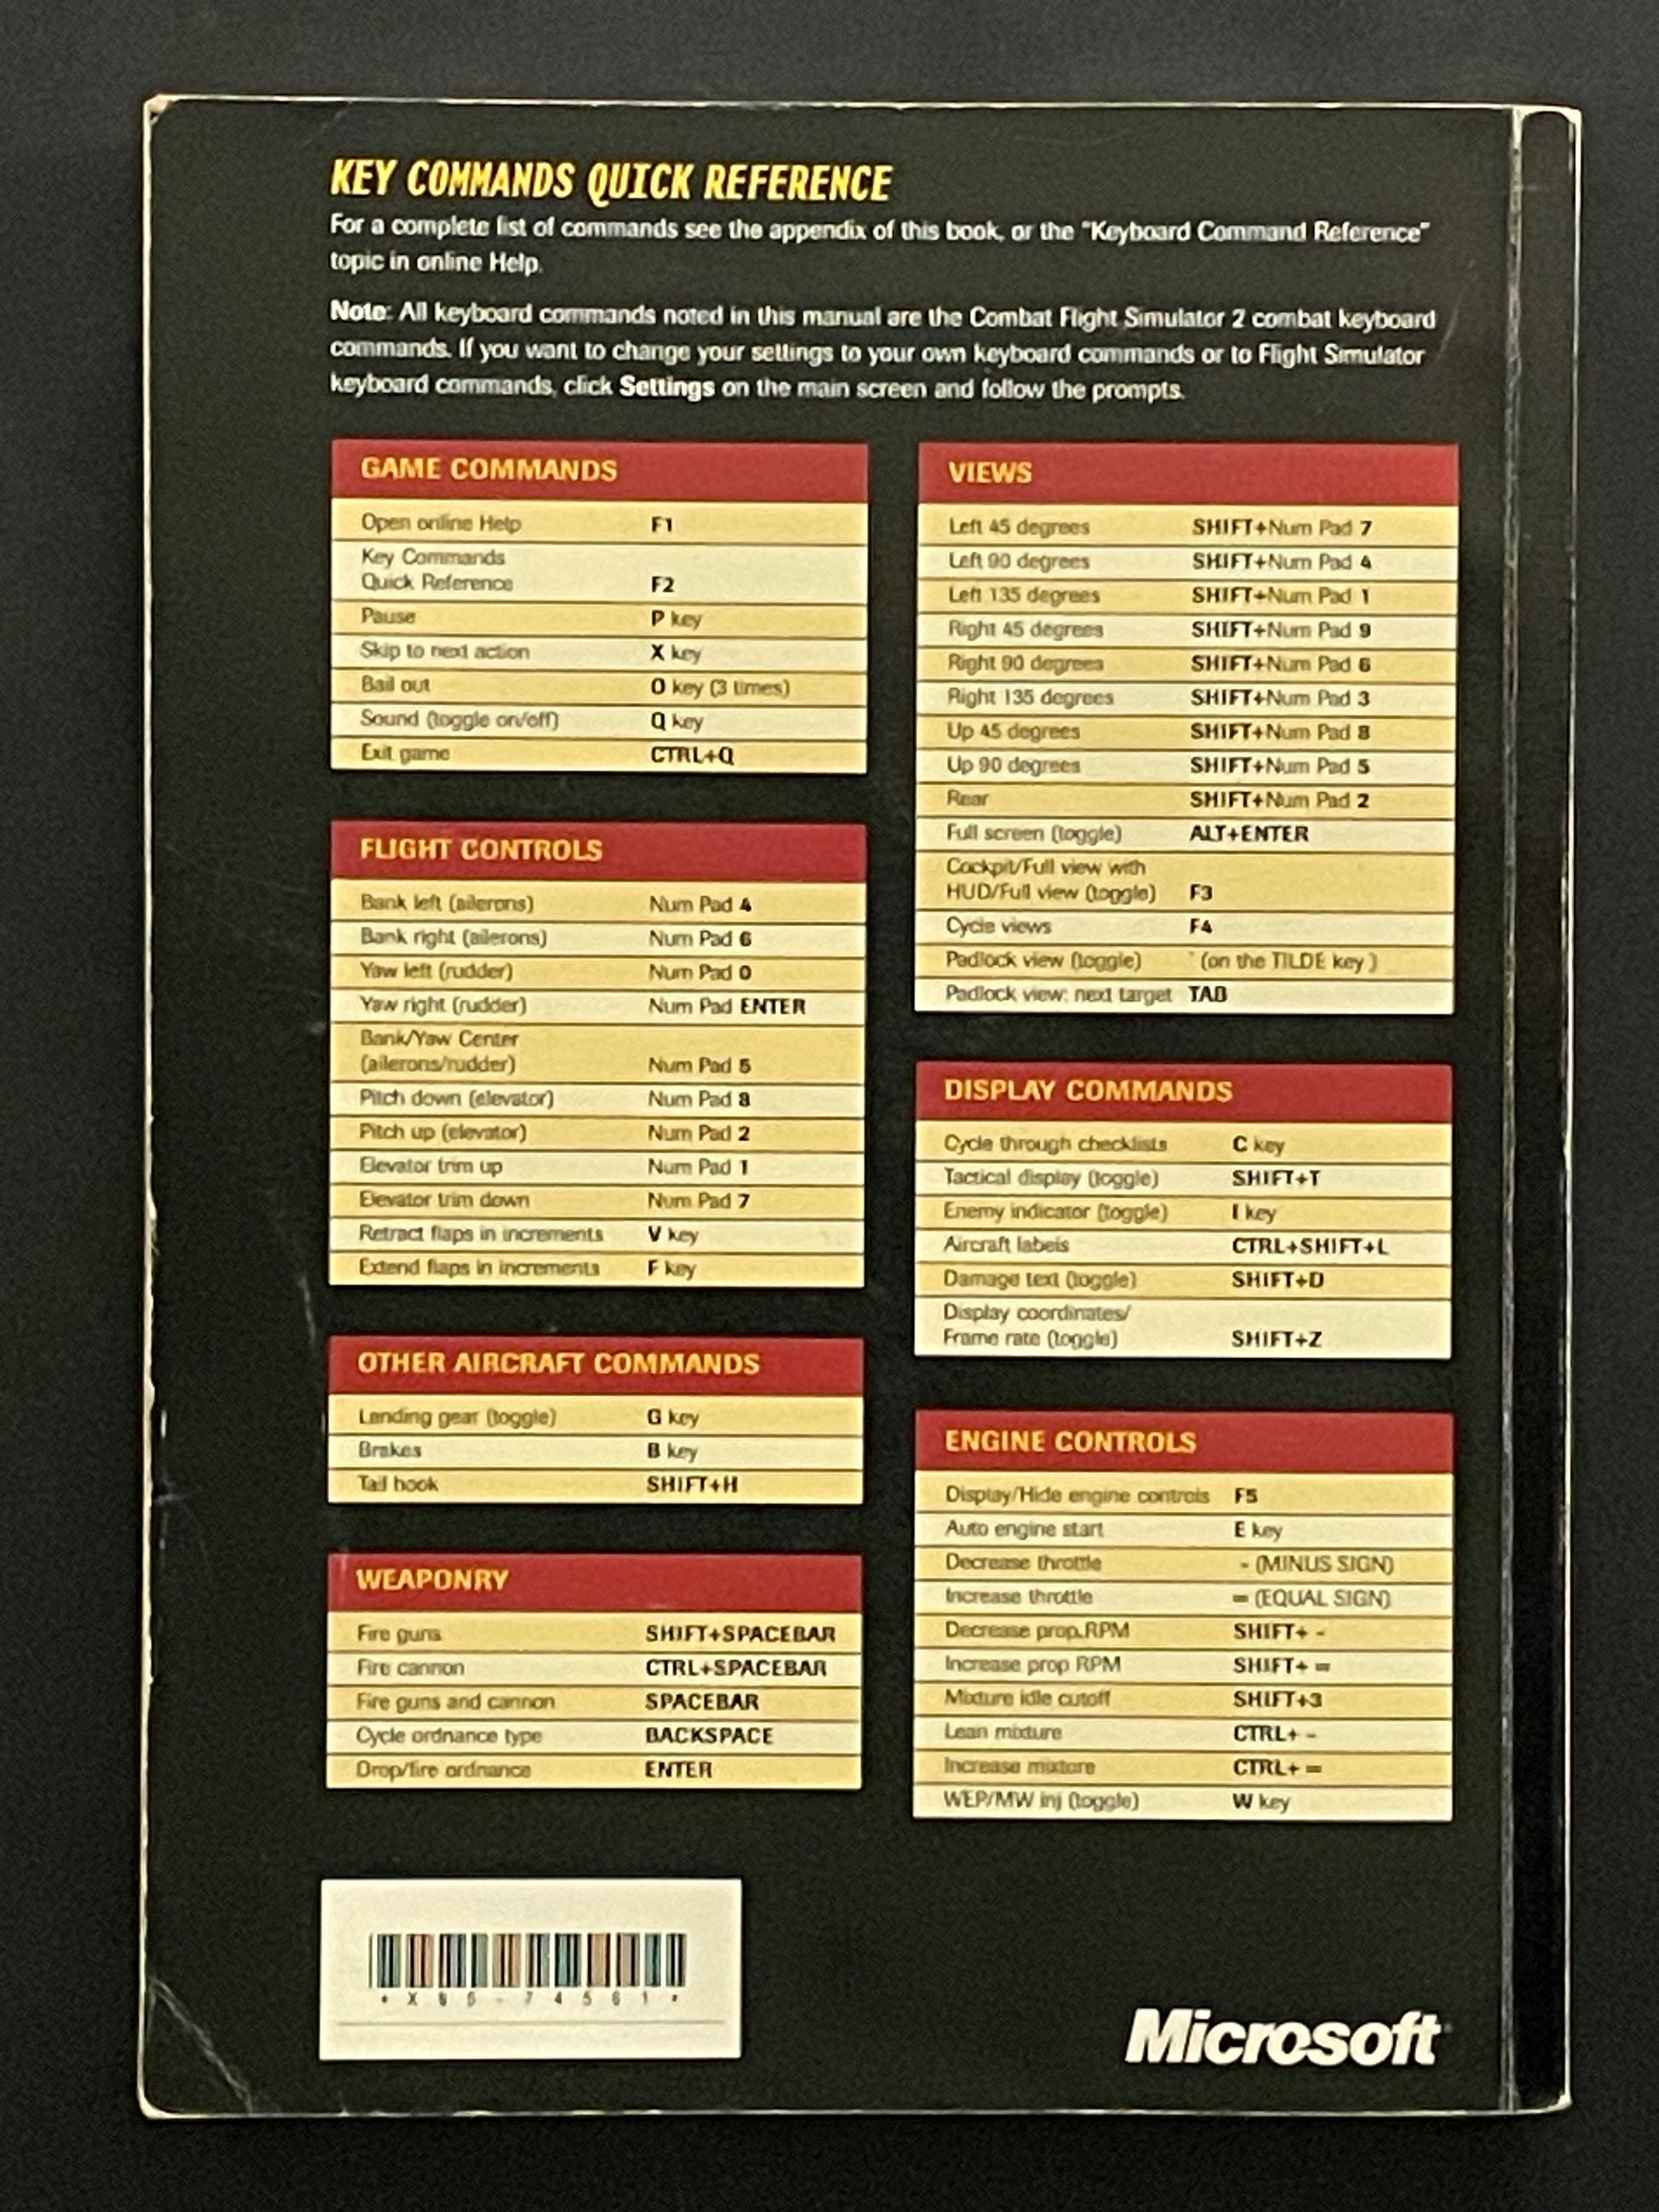 KEY COMMANDS QUICK REFERENCE
For a complete list of commands see the appendix of this book, or the "Keyboard Command Reference"
topic in online Help.
Note: All keyboard commands noted in this manual are the Combat Flight Simulator 2 combat keyboard
commands. If you want to change your settings to your own keyboard commands or to Flight Simulator
keyboard commands, click Settings on the main screen and follow the prompts.
GAME COMMANDS
Open online Help F1
Key Commands
Quick Reference F2
Pause P key
Skip to next action X key
Bail out O key (3 times)
Sound (toggle on/off) Q key
Exit game CTRL+Q
FLIGHT CONTROLS
Bank left (ailerons) Num Pad 4
Bank right (ailerons) Num Pad 6
Yaw left (rudder) Num Pad 0
Yaw right (rudder) Num Pad ENTER
Bank/Yaw Center
(ailerons/rudder) Num Pad 5
Pitch down (elevator) Num Pad 8
Pitch up (elevator) Num Pad 2
Elevator trim up Num Pad 1
Elevator trim down Num Pad 7
Retract flaps in increments V key
Extend flaps in increments F key
OTHER AIRCRAFT COMMANDS
Landing gear (toggle) G key
Brakes B key
Tail hook SHIFT+H
WEAPONRY
Fire guns SHIFT+SPACEBAR
Fire cannon CTRL+SPACEBAR
Fire guns and cannon SPACEBAR
Cycle ordnance type BACKSPACE
Drop/fire ordnance ENTER
VIEWS
Left 45 degrees SHIFT+Num Pad 7
Left 90 degrees SHIFT+Num Pad 4
Left 135 degrees SHIFT+Num Pad 1
Right 45 degrees SHIFT+Num Pad 9
Right 90 degrees SHIFT+Num Pad 6
Right 135 degrees SHIFT+Num Pad 3
Up 45 degrees SHIFT+Num Pad 8
Up 90 degrees SHIFT+Num Pad 5
Rear SHIFT+Num Pad 2
Full screen (toggle) ALT+ENTER
Cockpit/Full view with
HUD/Full view (toggle) F3
Cycle views F4
Padlock view (toggle) ` (on the TILDE key )
Padlock view: next target TAB
DISPLAY COMMANDS
Cycle through checklists C key
Tactical display (toggle) SHIFT+T
Enemy indicator (toggle) I key
Aircraft labels CTRL+SHIFT+L
Damage text (toggle) SHIFT+D
Display coordinates/
Frame rate (toggle) SHIFT+Z
ENGINE CONTROLS
Display/Hide engine controls F5
Auto engine start E key
Decrease throttle - (MINUS SIGN)
Increase throttle = (EQUAL SIGN)
Decrease prop.RPM SHIFT+ -
Increase prop RPM SHIFT+ =
Mixture idle cutoff SHIFT+3
Lean mixture CTRL+ -
Increase mixture CTRL+ =
WEP/MW inj (toggle) W key
Microsoft